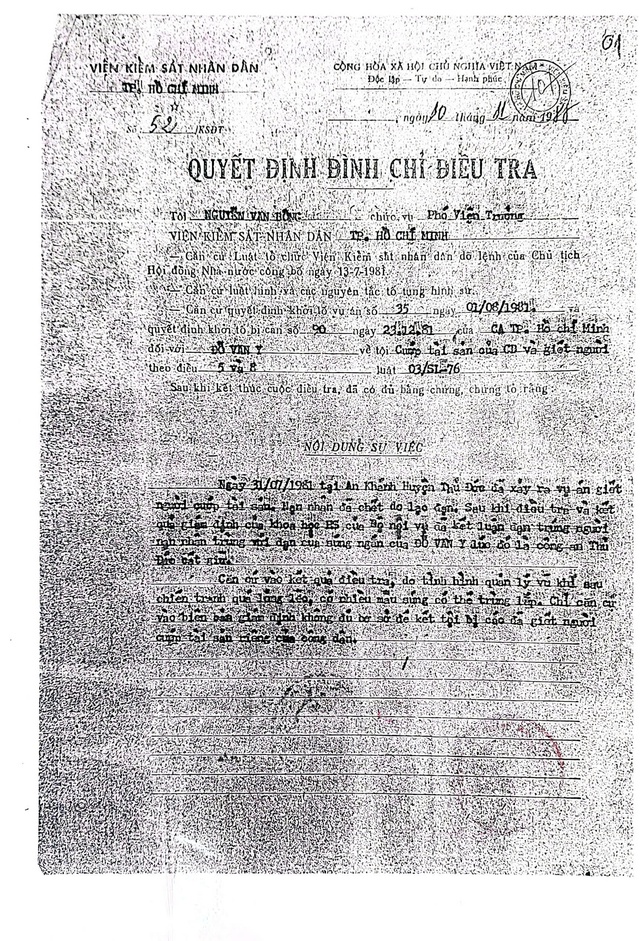 01
VIỆN KIỂM SÁT NHÂN DÂN
TP. HỒ CHÍ MINH
Số 52 /KSĐT
CỘNG HÒA XÃ HỘI CHỦ NGHĨA VIỆT NAM
Độc lập — Tự do — Hạnh phúc
, ngày 10 tháng 11 năm 198
QUYẾT ĐỊNH ĐÌNH CHỈ ĐIỀU TRA
Tôi NGUYỄN VĂN chức vụ Phó Viện Trưởng
VIỆN KIỂM SÁT NHÂN DÂN TP. HỒ CHÍ MINH
— Căn cứ Luật tổ chức Viện Kiểm sát nhân dân do lệnh của Chủ tịch
Hội đồng Nhà nước công bố ngày 13-7-1981.
— Căn cứ luật hình và các nguyên tắc tố tụng hình sự.
— Căn cứ quyết định khởi tố vụ án số 35 ngày 01/08/1981. và
quyết định khởi tố bị can số 90 ngày 23.12.81 của CA TP. Hồ chí Minh
đối với ĐỖ VĂN Y về tội Cướp tài sản của CD và giết người
theo điều 5 và 8 luật 03/SL-76
Sau khi kết thúc cuộc điều tra, đã có đủ bằng chứng, chứng tỏ rằng :
NỘI DUNG SỰ VIỆC
Ngày 31/07/1981 tại An Khánh Huyện Thủ Đức đã xảy ra vụ án giết
người cướp tài sản. Nạn nhân đã chết do lạc đạn. Sau khi điều tra và kết
quả giám định của khoa học HS của Bộ nội vụ đã kết luận đạn trúng người
nạn nhân trùng với đạn của súng ngắn của ĐỖ VĂN Y do công an Thủ
Đức cất giữ.
Căn cứ vào kết quả điều tra, do tình hình quản lý vũ khí sau
chiến tranh quá lỏng lẻo, có nhiều mẫu súng có thể trùng lắp. Chỉ căn cứ
vào biên bản giám định không đủ cơ sở để kết tội bị cáo đã giết người
cướp tài sản riêng của công dân.